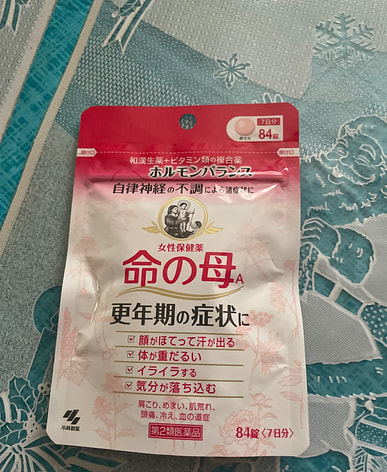 7日分
84錠
開け口
開け口
和漢生薬+ビタミン類の複合薬
ホルモンバランス
自律神経の不調による諸症状に
女性保健薬
命の母A
更年期の症状に
顔がほてって汗が出る
体が重だるい
イライラする
気分が落ち込む
肩こり、めまい、肌荒れ、
頭痛、冷え、血の道症
第2類医薬品
84錠〈7日分〉
小林製薬